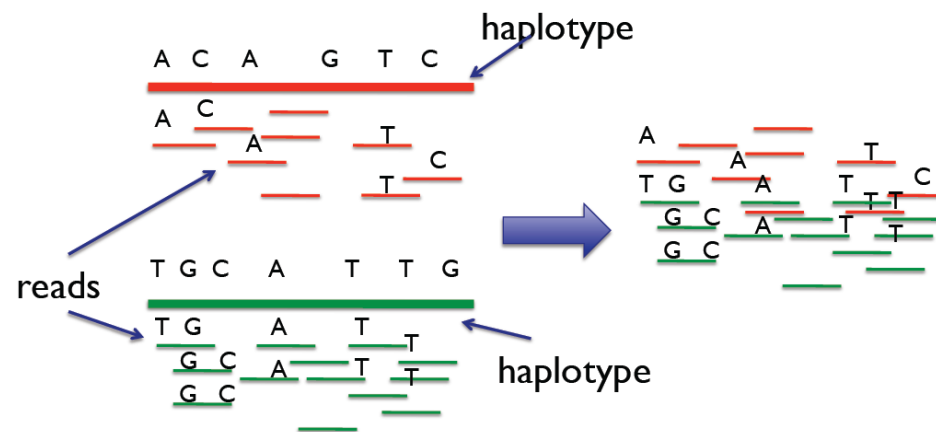 haplotype
A C A G T C
A C
A T
C
T
reads
T G C A T T G
T G A T
T
G C A T T
G C
haplotype
A
A T
C
T G A T
T T
G C A T T
G C